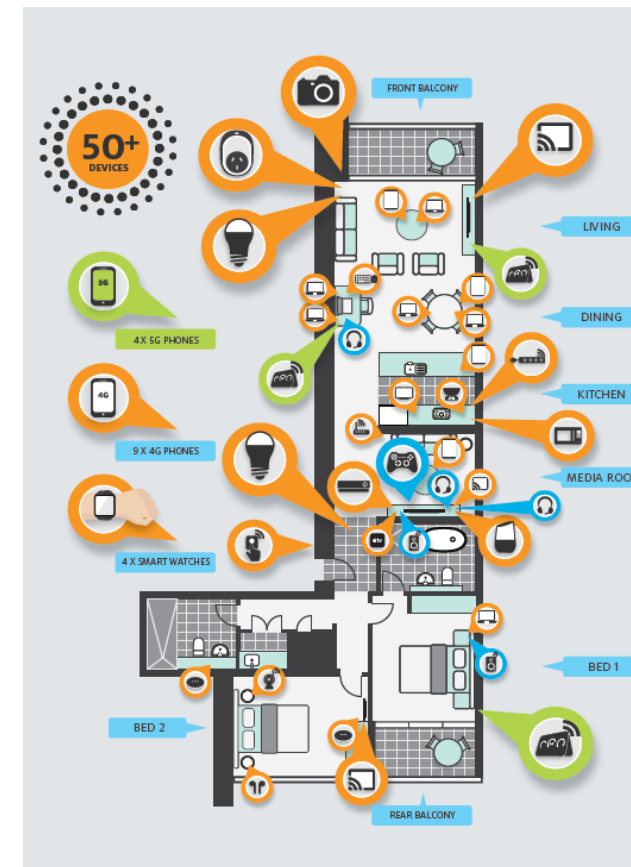 FRONT BALCONY
50+
DEVICES
LIVING
5G
4 X 5G PHONES
DINING
4G
KITCHEN
9 X 4G PHONES
MEDIA ROO
4 X SMART WATCHES
BED 1
BED 2
REAR BALCONY